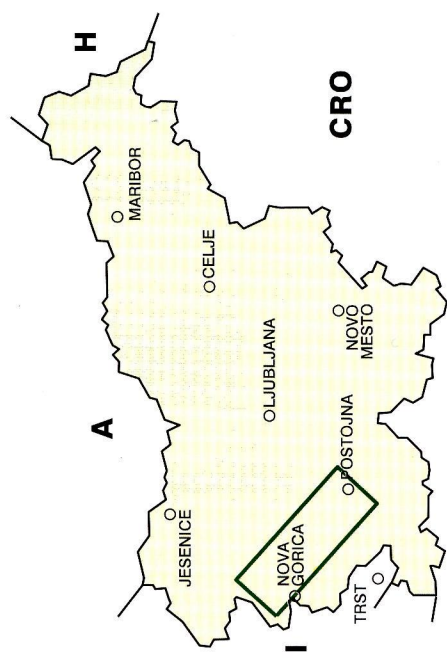 A
H
JESENICE
MARIBOR
CELJE
LJUBLJANA
CRO
NOVA
GORICA
POSTOJNA
NOVO
MESTO
I
TRST